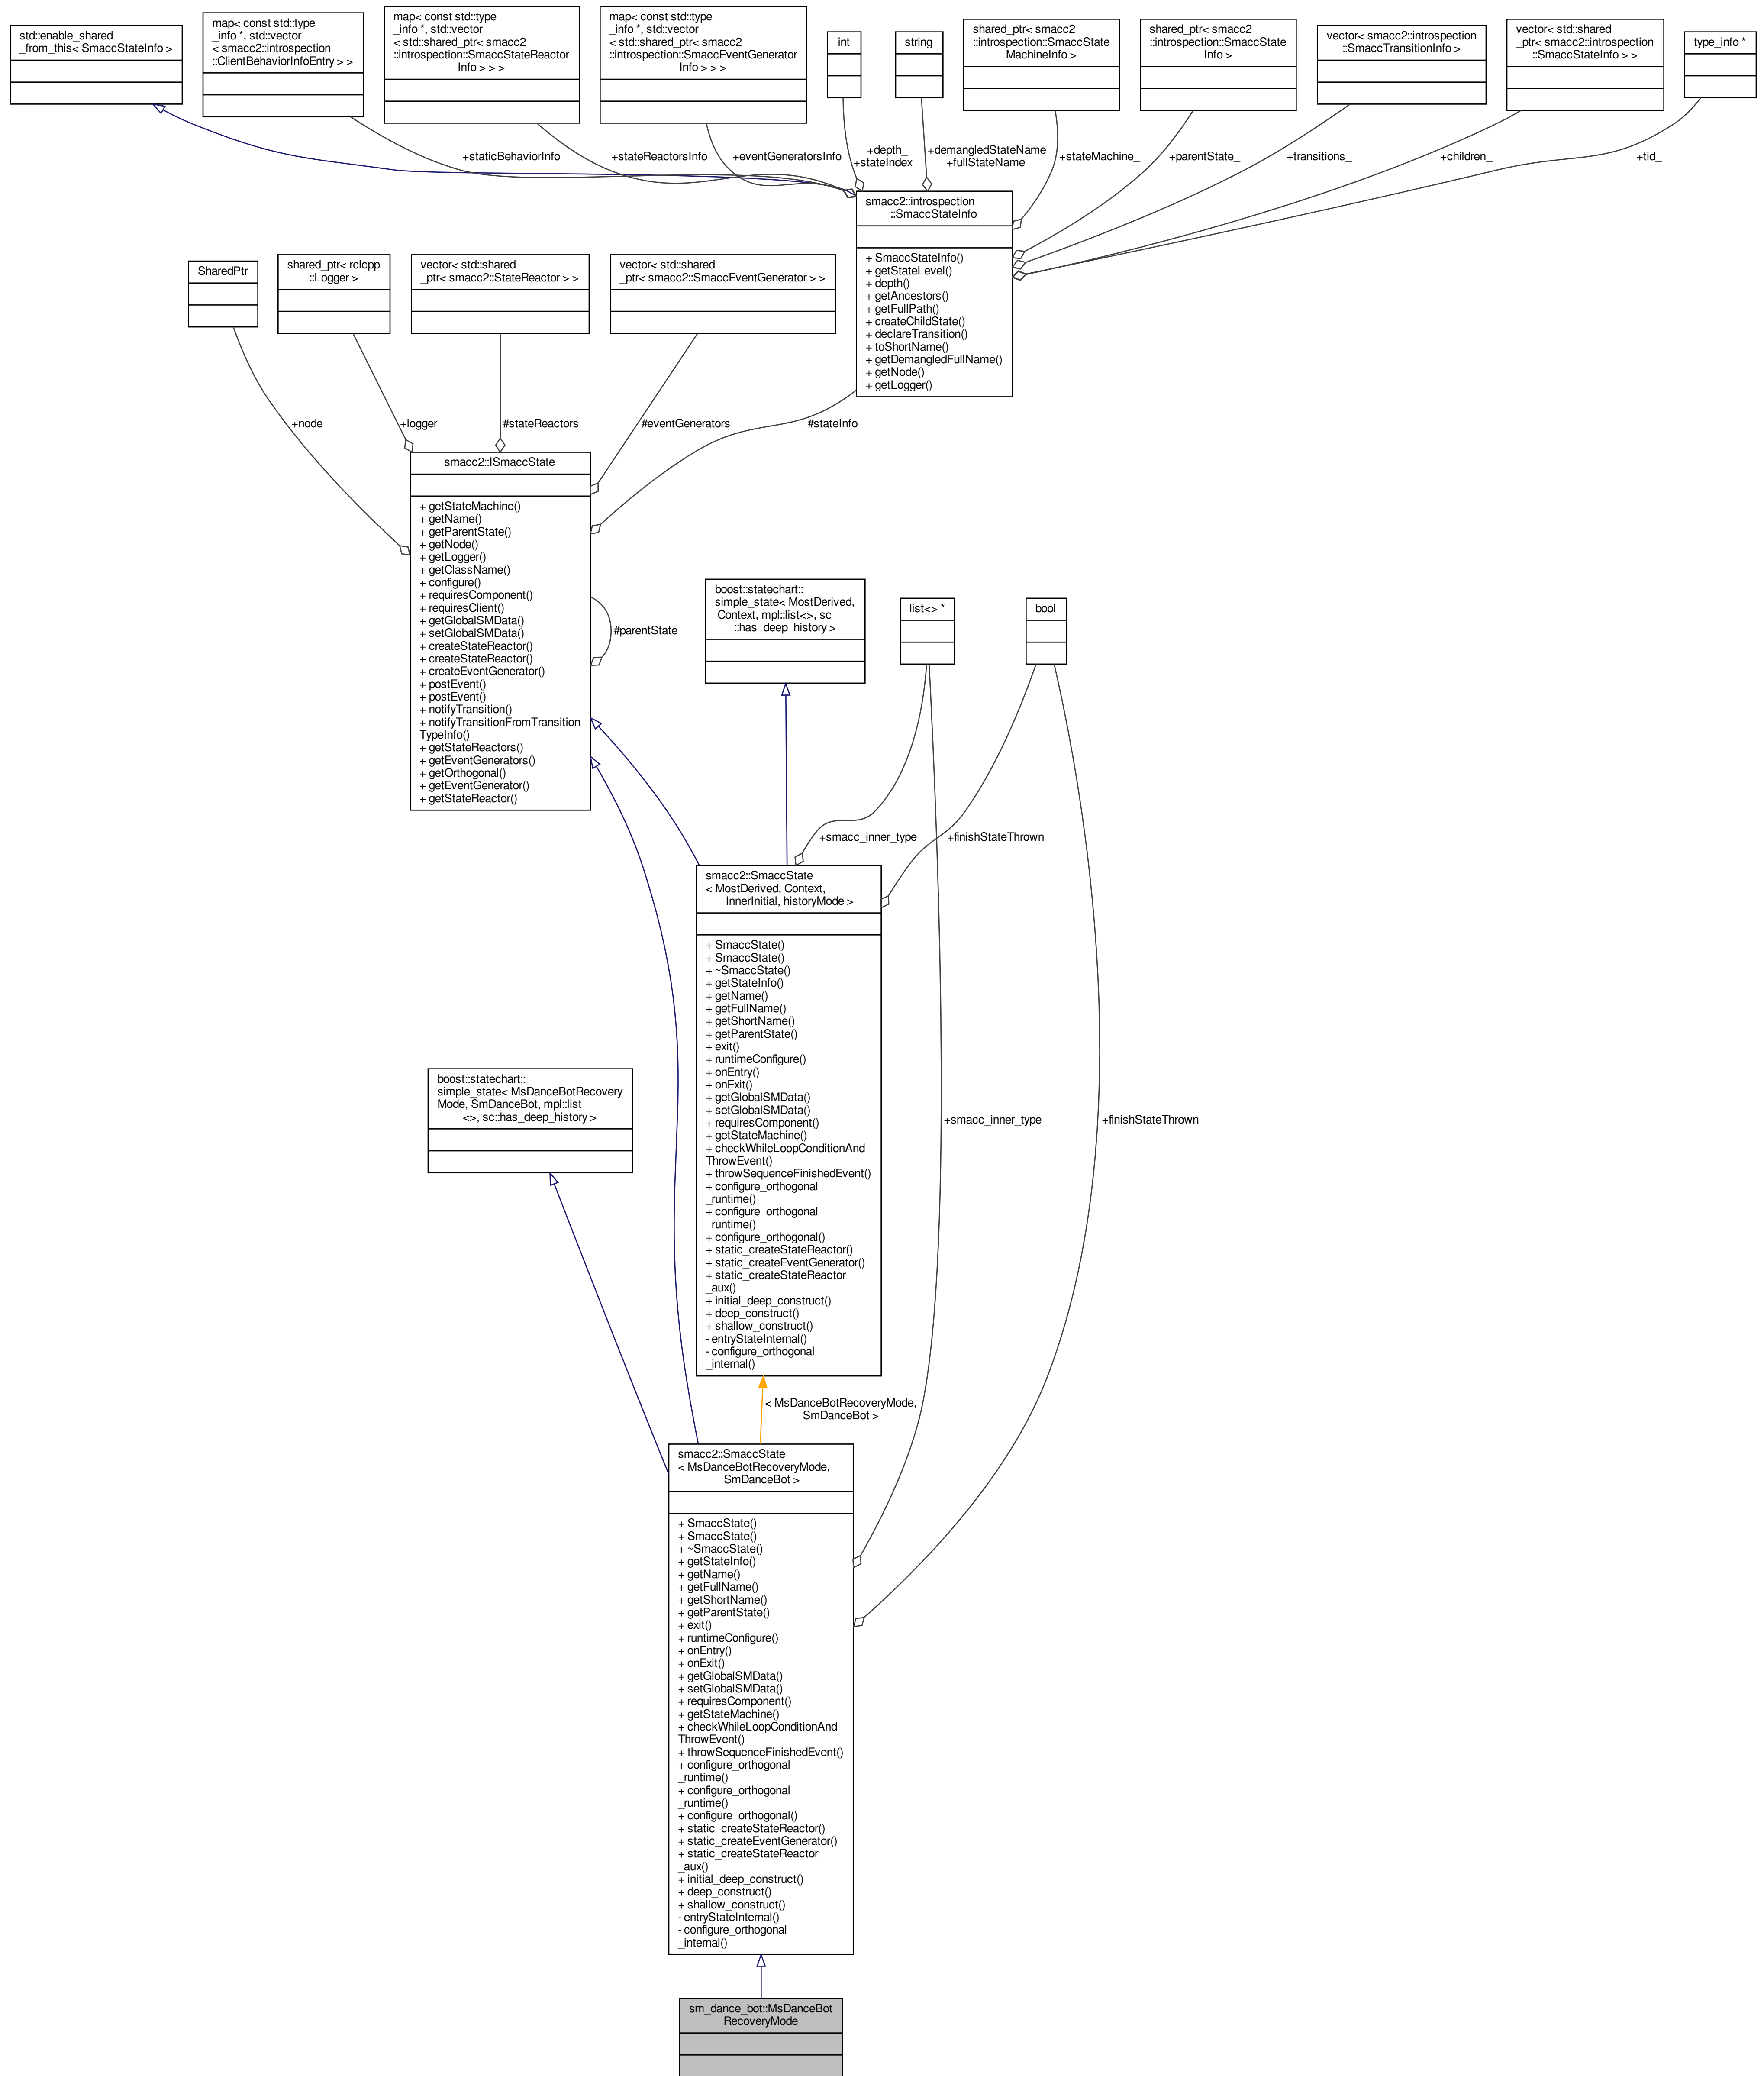 std::enable_shared
_from_this< SmaccStateInfo >
map< const std::type
_info *, std::vector
< smacc2::introspection
::ClientBehaviorInfoEntry > >
map< const std::type
_info *, std::vector
< std::shared_ptr< smacc2
::introspection::SmaccStateReactor
Info > > >
map< const std::type
_info *, std::vector
< std::shared_ptr< smacc2
::introspection::SmaccEventGenerator
Info > > >
int
string
shared_ptr< smacc2
::introspection::SmaccState
MachineInfo >
shared_ptr< smacc2
::introspection::SmaccState
Info >
vector< smacc2::introspection
::SmaccTransitionInfo >
vector< std::shared
_ptr< smacc2::introspection
::SmaccStateInfo > >
type_info *
+staticBehaviorInfo
+stateReactorsInfo
+eventGeneratorsInfo
+depth_
+stateIndex_
+demangledStateName
+fullStateName
+stateMachine_
+parentState_
+transitions_
+children_
+tid_
smacc2::introspection
::SmaccStateInfo
+ SmaccStateInfo()
+ getStateLevel()
+ depth()
+ getAncestors()
+ getFullPath()
+ createChildState()
+ declareTransition()
+ toShortName()
+ getDemangledFullName()
+ getNode()
+ getLogger()
SharedPtr
shared_ptr< rclcpp
::Logger >
vector< std::shared
_ptr< smacc2::StateReactor > >
vector< std::shared
_ptr< smacc2::SmaccEventGenerator > >
+node_
+logger_
#stateReactors_
#eventGenerators_
#stateInfo_
smacc2::ISmaccState
+ getStateMachine()
+ getName()
+ getParentState()
+ getNode()
+ getLogger()
+ getClassName()
+ configure()
+ requiresComponent()
+ requiresClient()
+ getGlobalSMData()
+ setGlobalSMData()
+ createStateReactor()
+ createStateReactor()
+ createEventGenerator()
+ postEvent()
+ postEvent()
+ notifyTransition()
+ notifyTransitionFromTransition
TypeInfo()
+ getStateReactors()
+ getEventGenerators()
+ getOrthogonal()
+ getEventGenerator()
+ getStateReactor()
#parentState_
boost::statechart::
simple_state< MostDerived,
Context, mpl::list<>, sc
::has_deep_history >
list<> *
bool
+smacc_inner_type
+finishStateThrown
smacc2::SmaccState
< MostDerived, Context,
InnerInitial, historyMode >
+ SmaccState()
+ SmaccState()
+ ~SmaccState()
+ getStateInfo()
+ getName()
+ getFullName()
+ getShortName()
+ getParentState()
+ exit()
+ runtimeConfigure()
+ onEntry()
+ onExit()
+ getGlobalSMData()
+ setGlobalSMData()
+ requiresComponent()
+ getStateMachine()
+ checkWhileLoopConditionAnd
ThrowEvent()
+ throwSequenceFinishedEvent()
+ configure_orthogonal
_runtime()
+ configure_orthogonal
_runtime()
+ configure_orthogonal()
+ static_createStateReactor()
+ static_createEventGenerator()
+ static_createStateReactor
_aux()
+ initial_deep_construct()
+ deep_construct()
+ shallow_construct()
- entryStateInternal()
- configure_orthogonal
_internal()
boost::statechart::
simple_state< MsDanceBotRecovery
Mode, SmDanceBot, mpl::list
<>, sc::has_deep_history >
+smacc_inner_type
+finishStateThrown
< MsDanceBotRecoveryMode,
SmDanceBot >
smacc2::SmaccState
< MsDanceBotRecoveryMode,
SmDanceBot >
+ SmaccState()
+ SmaccState()
+ ~SmaccState()
+ getStateInfo()
+ getName()
+ getFullName()
+ getShortName()
+ getParentState()
+ exit()
+ runtimeConfigure()
+ onEntry()
+ onExit()
+ getGlobalSMData()
+ setGlobalSMData()
+ requiresComponent()
+ getStateMachine()
+ checkWhileLoopConditionAnd
ThrowEvent()
+ throwSequenceFinishedEvent()
+ configure_orthogonal
_runtime()
+ configure_orthogonal
_runtime()
+ configure_orthogonal()
+ static_createStateReactor()
+ static_createEventGenerator()
+ static_createStateReactor
_aux()
+ initial_deep_construct()
+ deep_construct()
+ shallow_construct()
- entryStateInternal()
- configure_orthogonal
_internal()
sm_dance_bot::MsDanceBot
RecoveryMode